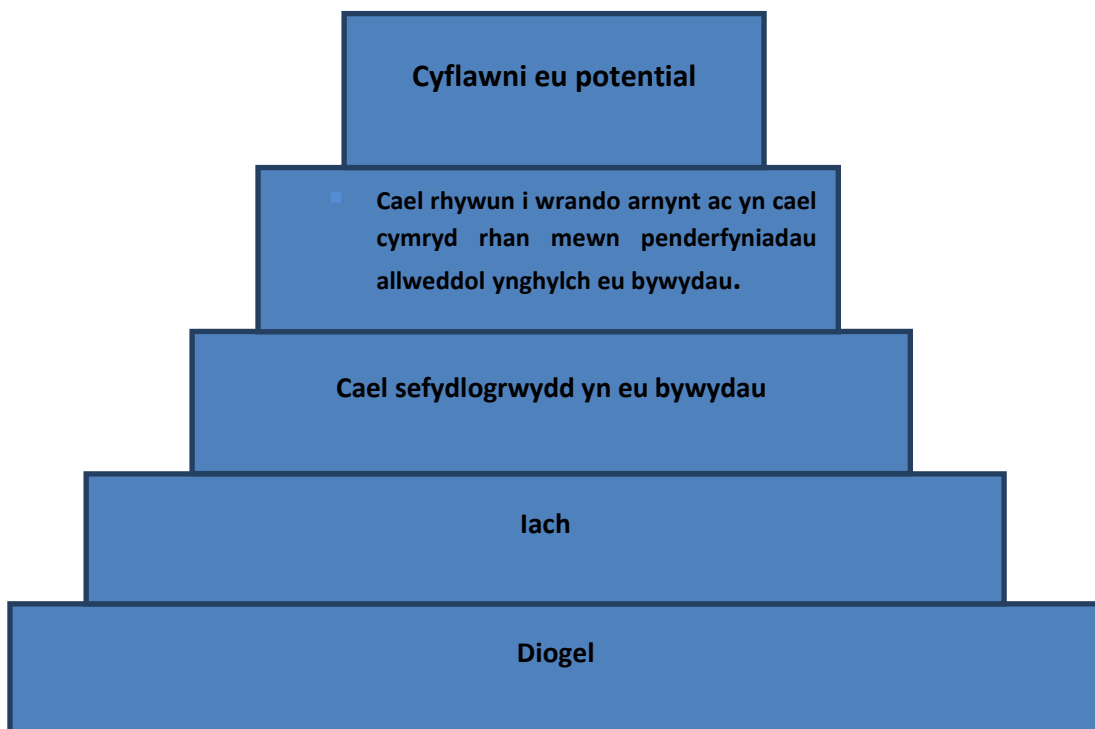 Cyflawni eu potential
▪ Cael rhywun i wrando arnynt ac yn cael
cymryd rhan mewn penderfyniadau
allweddol ynghylch eu bywydau.
Cael sefydlogrwydd yn eu bywydau
Iach
Diogel